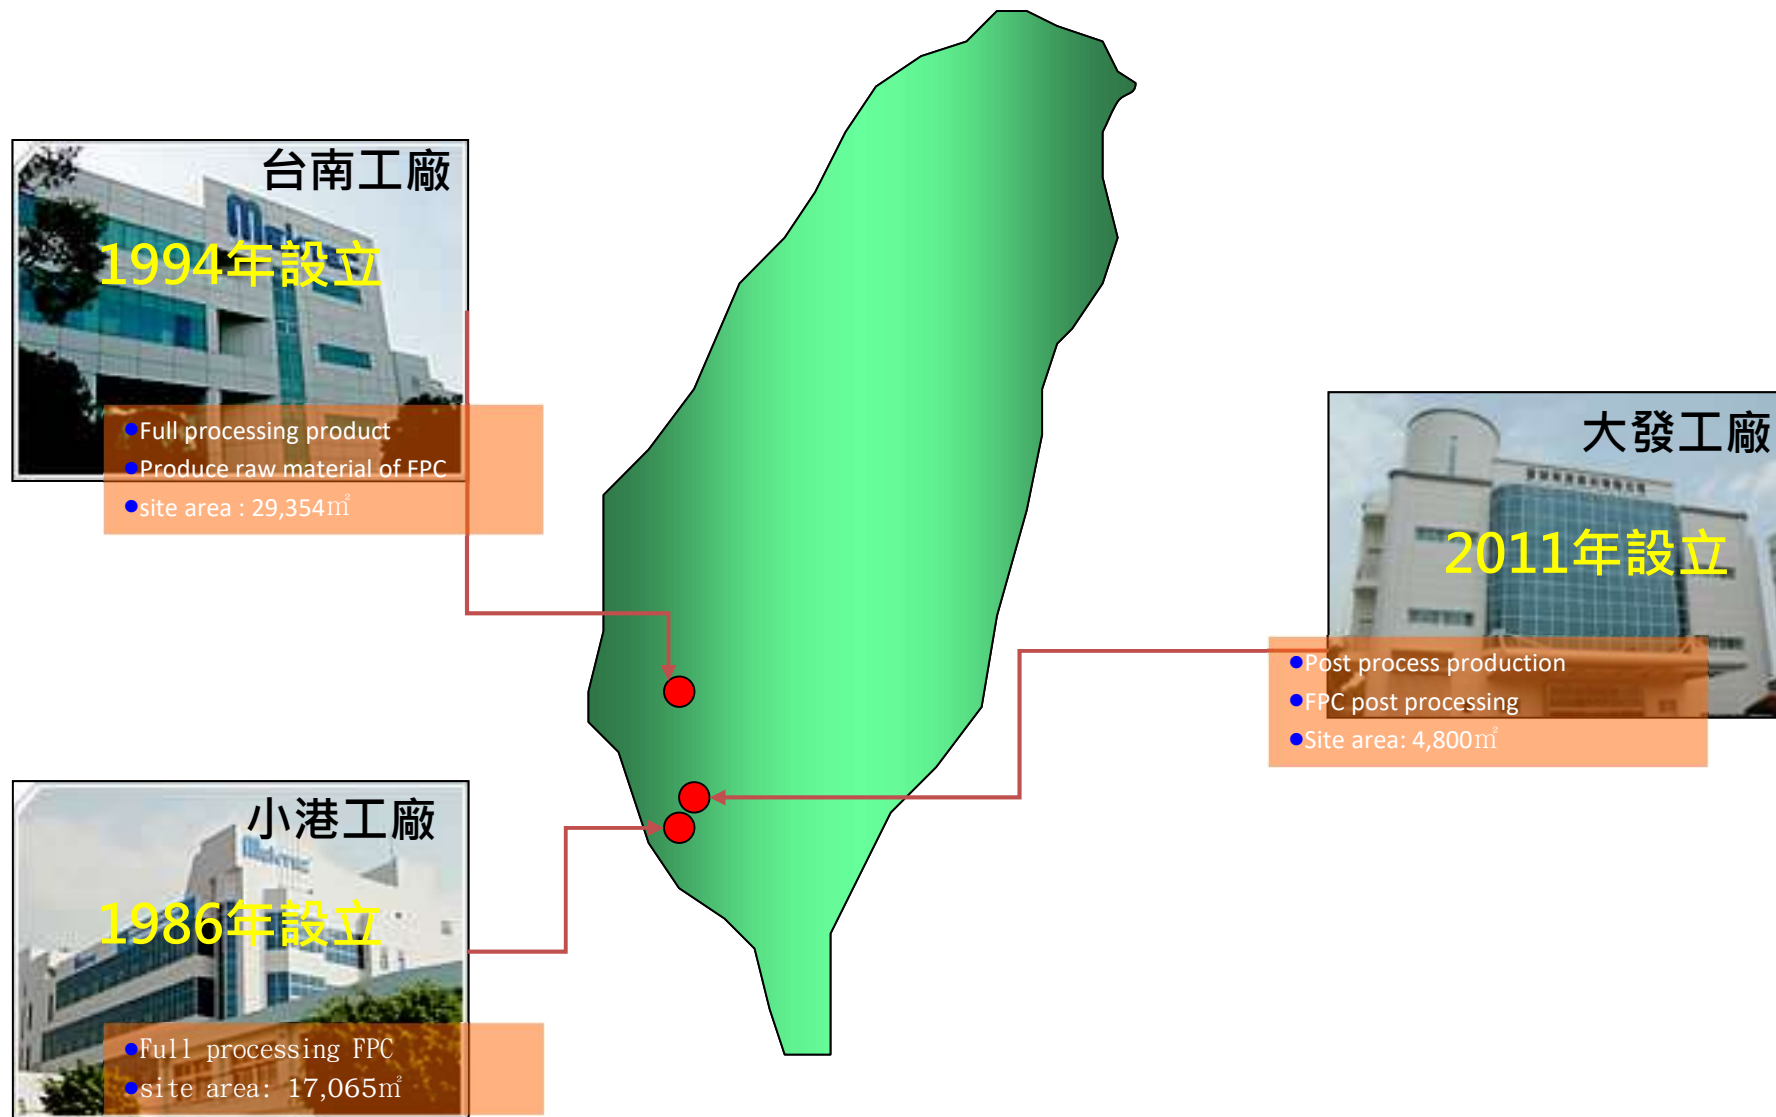 台南工廠
1994年設立
●Full processing product
●Produce raw material of FPC
●site area : 29,354㎡
大發工廠
2011年設立
●Post process production
●FPC post processing
●Site area: 4,800㎡
小港工廠
1986年設立
●Full processing FPC
●site area: 17,065㎡